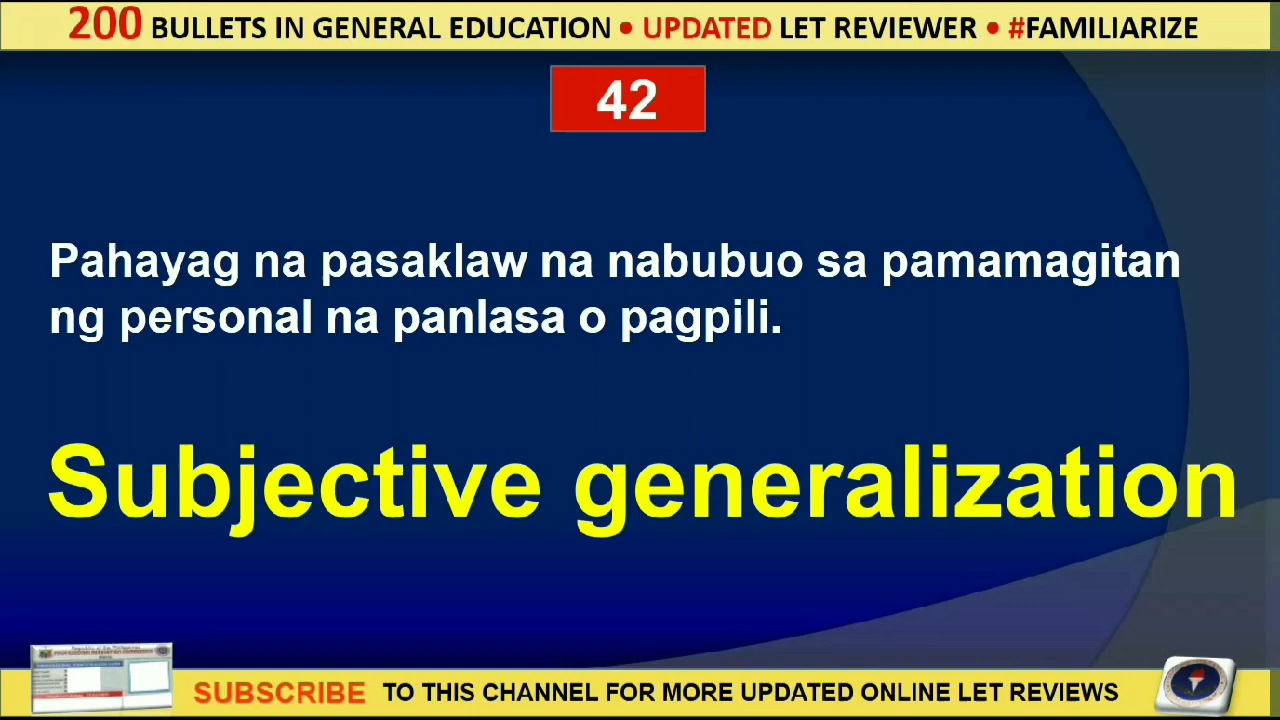 200 BULLETS IN GENERAL EDUCATION • UPDATED LET REVIEWER • #FAMILIARIZE
42
Pahayag na pasaklaw na nabubuo sa pamamagitan
ng personal na panlasa o pagpili.
Subjective generalization
SUBSCRIBE TO THIS CHANNEL FOR MORE UPDATED ONLINE LET REVIEWS